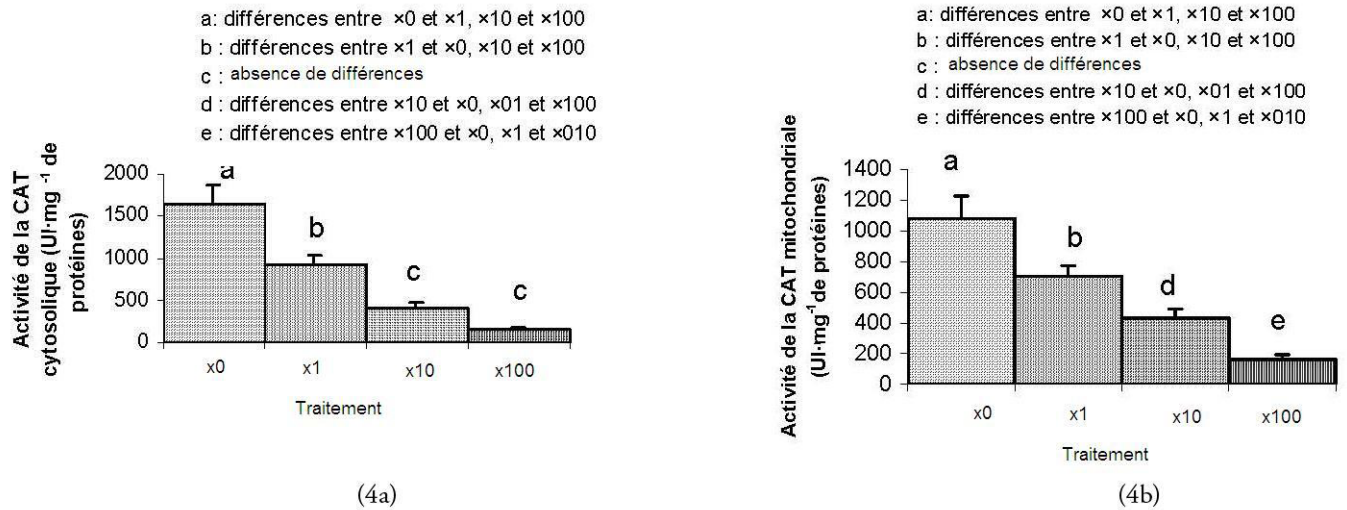 a: différences entre ×0 et ×1, ×10 et ×100
b : différences entre ×1 et ×0, ×10 et ×100
c : absence de différences
d : différences entre ×10 et ×0, ×01 et ×100
e : différences entre ×100 et ×0, ×1 et ×010
Activité de la CAT
cytosolique (UI·mg⁻¹ de
protéines)
2000
1500
1000
500
0
a
b
c
c
x0
x1
x10
x100
Traitement
(4a)
a: différences entre ×0 et ×1, ×10 et ×100
b : différences entre ×1 et ×0, ×10 et ×100
c : absence de différences
d : différences entre ×10 et ×0, ×01 et ×100
e : différences entre ×100 et ×0, ×1 et ×010
Activité de la CAT mitochondriale
(UI·mg⁻¹de protéines)
1400
1200
1000
800
600
400
200
0
a
b
d
e
x0
x1
x10
x100
Traitement
(4b)